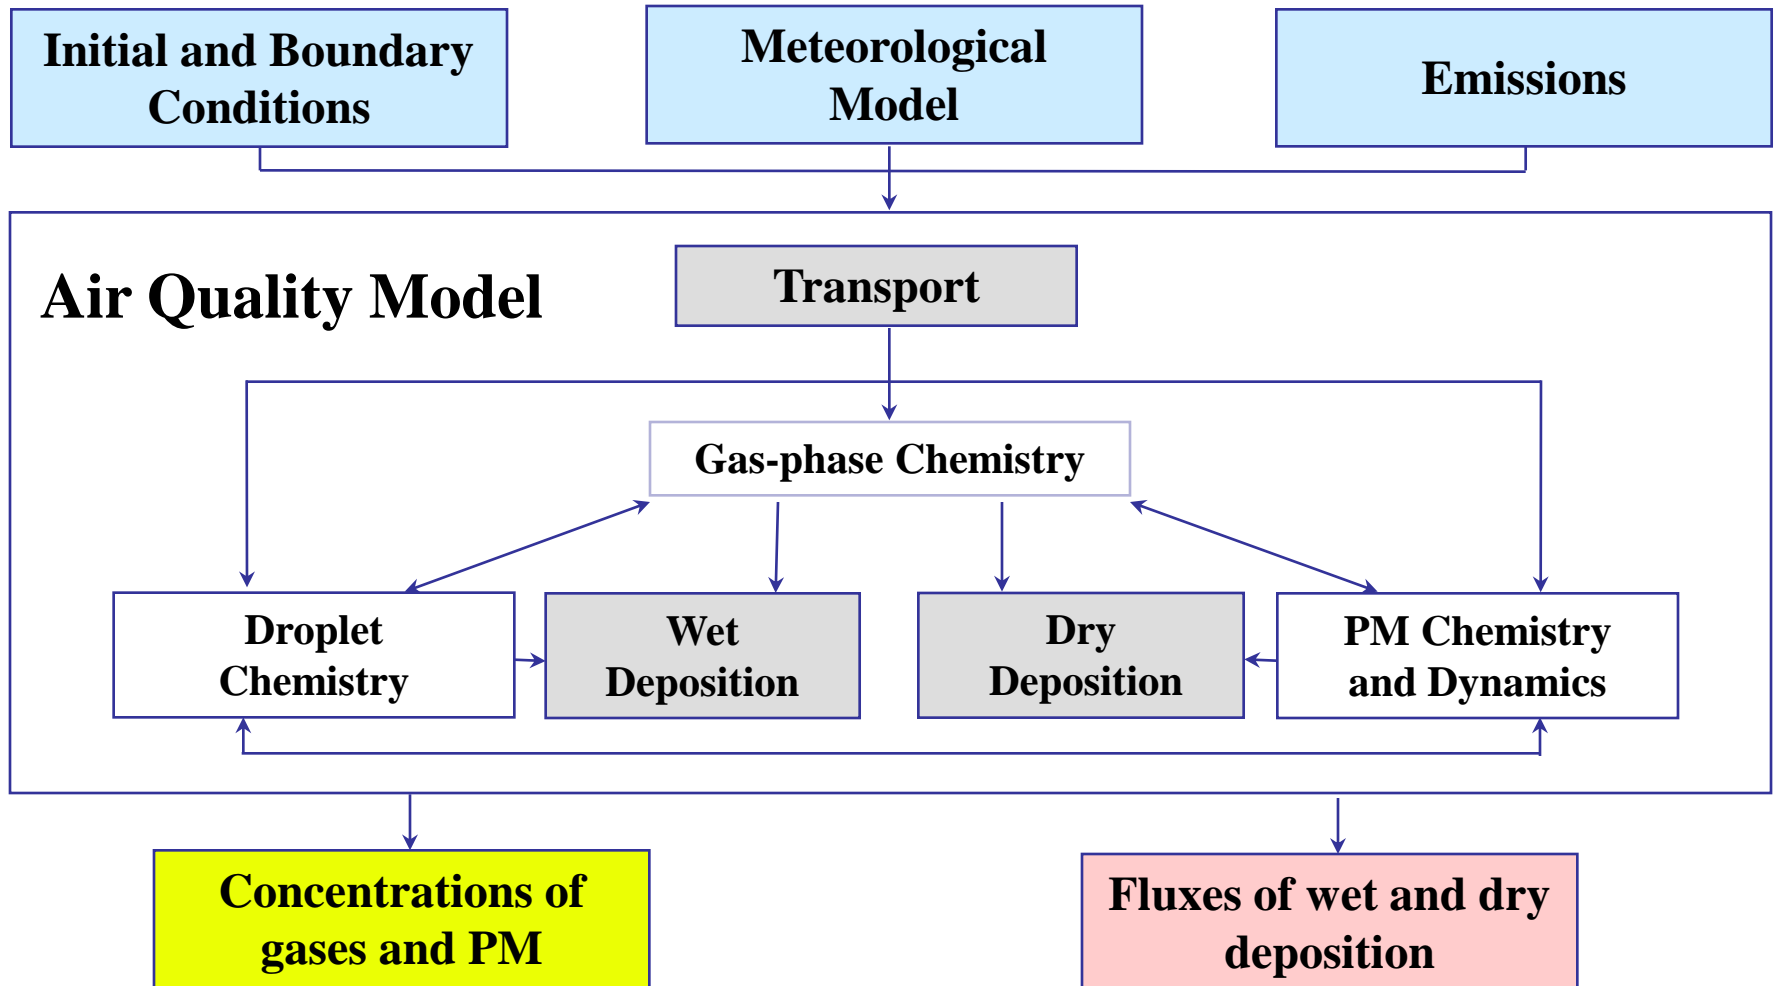 Initial and Boundary
Conditions
Meteorological
Model
Emissions
Air Quality Model
Transport
Gas-phase Chemistry
Droplet
Chemistry
Wet
Deposition
Dry
Deposition
PM Chemistry
and Dynamics
Concentrations of
gases and PM
Fluxes of wet and dry
deposition